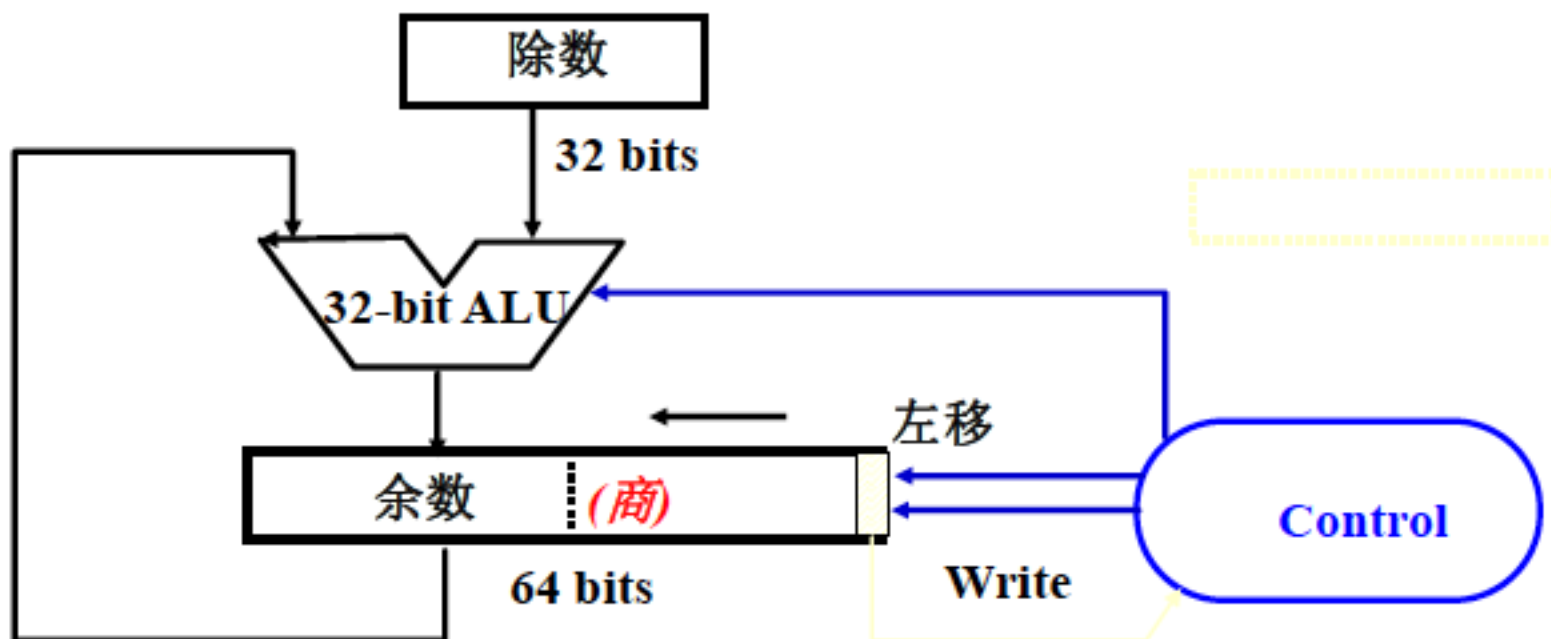 除数
32 bits
32-bit ALU
左移
余数
(商)
Control
64 bits
Write